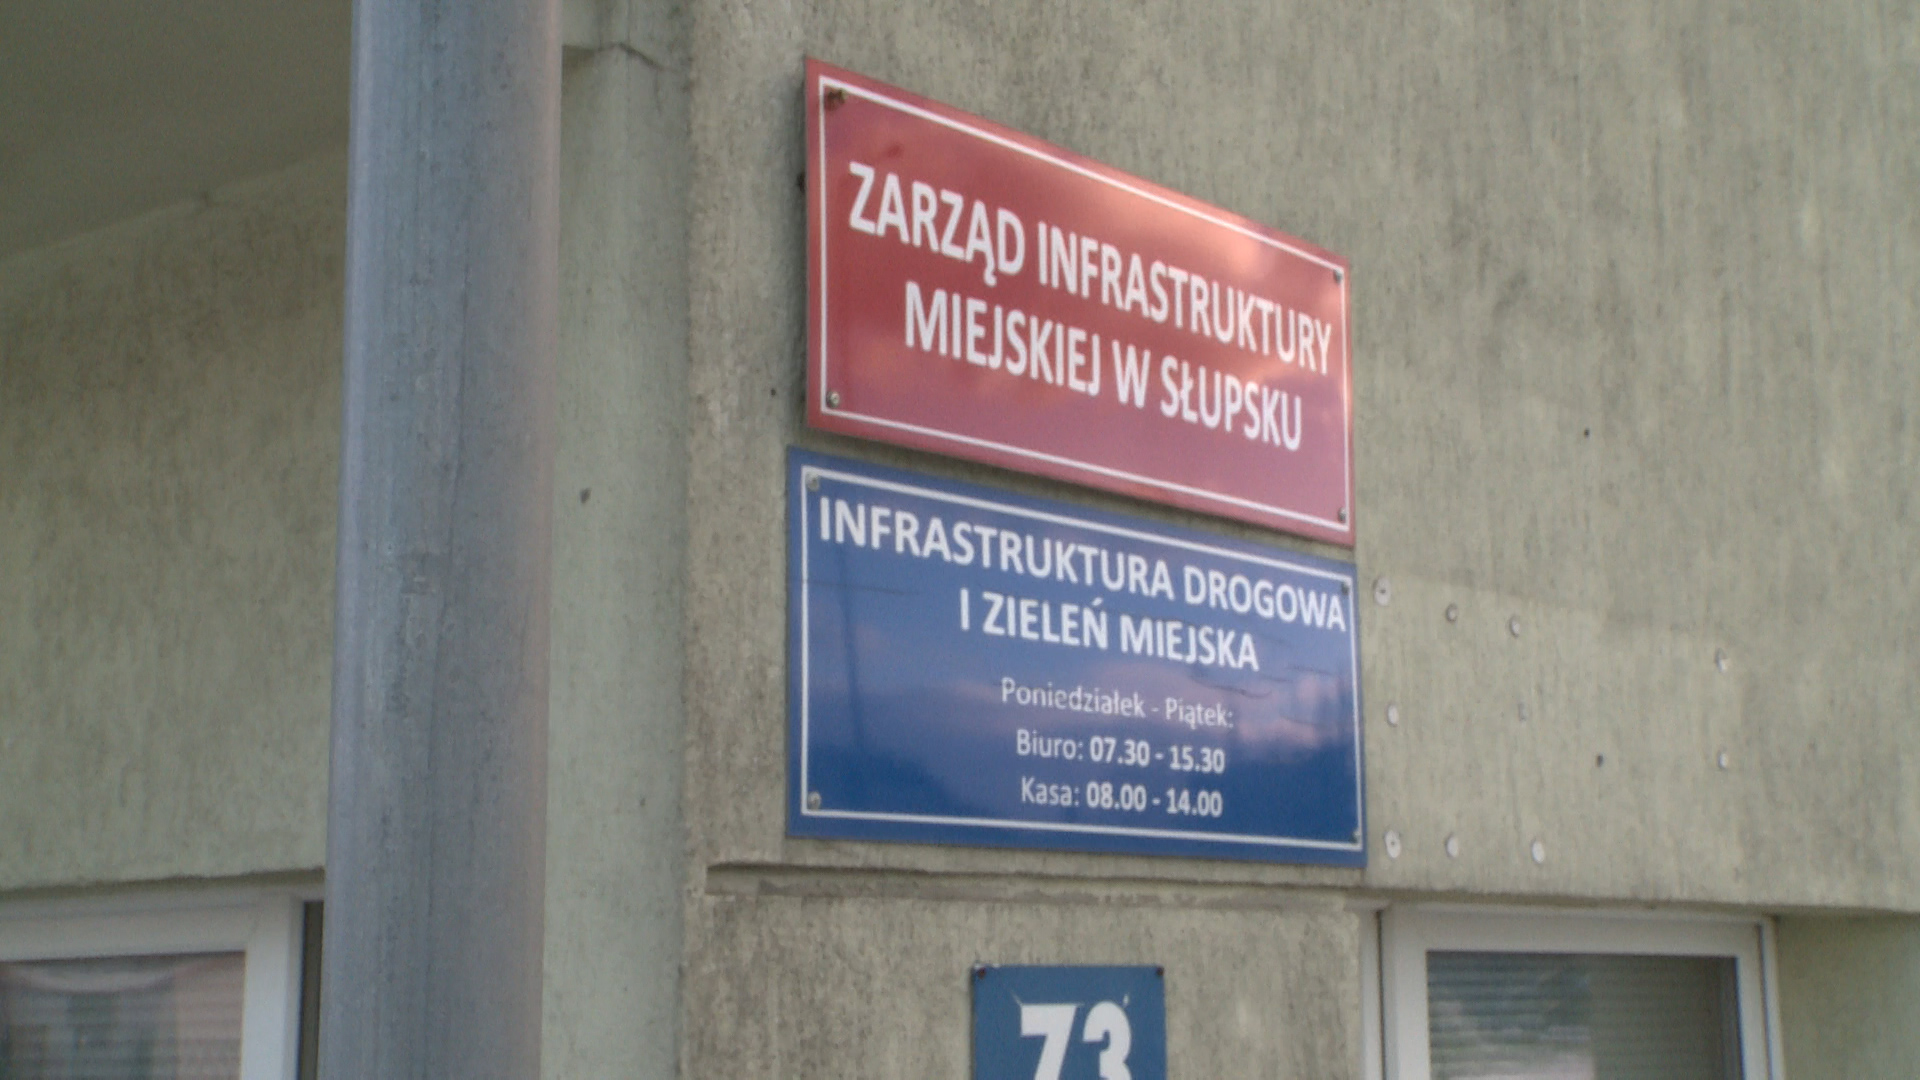 ZARZĄD INFRASTRUKTURY
MIEJSKIEJ W SŁUPSKU
INFRASTRUKTURA DROGOWA
I ZIELEŃ MIEJSKA
Poniedziałek - Piątek:
Biuro: 07.30 - 15.30
Kasa: 08.00 - 14.00
73